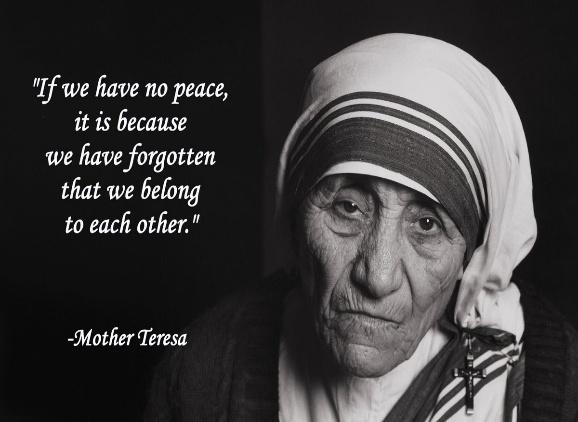 "If we have no peace,
it is because
we have forgotten
that we belong
to each other."
-Mother Teresa